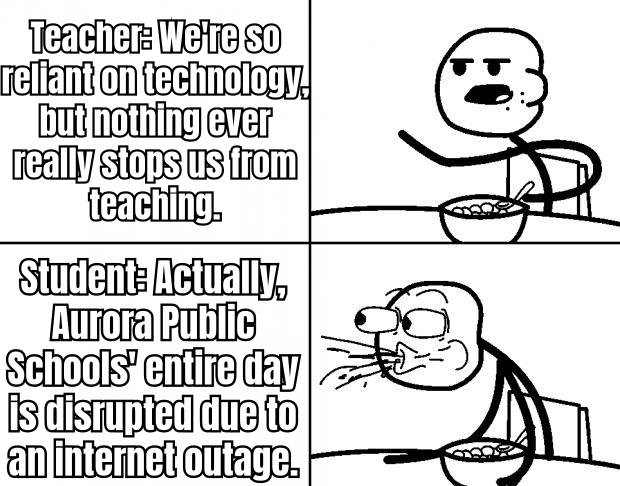 Teacher: We're so
reliant on technology,
but nothing ever
really stops us from
teaching.
Student: Actually,
Aurora Public
Schools' entire day
is disrupted due to
an internet outage.